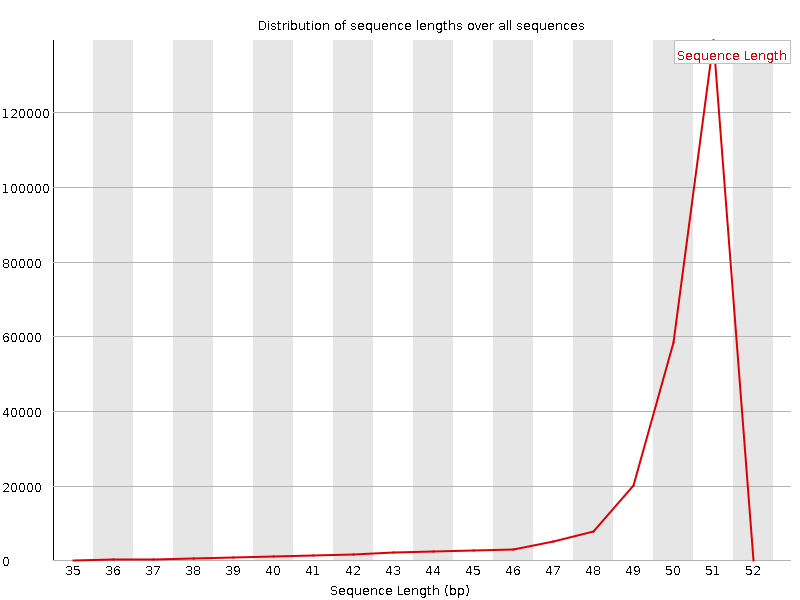 Distribution of sequence lengths over all sequences
Sequence Length
120000
100000
80000
60000
40000
20000
0
35 36 37 38 39 40 41 42 43 44 45 46 47 48 49 50 51 52
Sequence Length (bp)